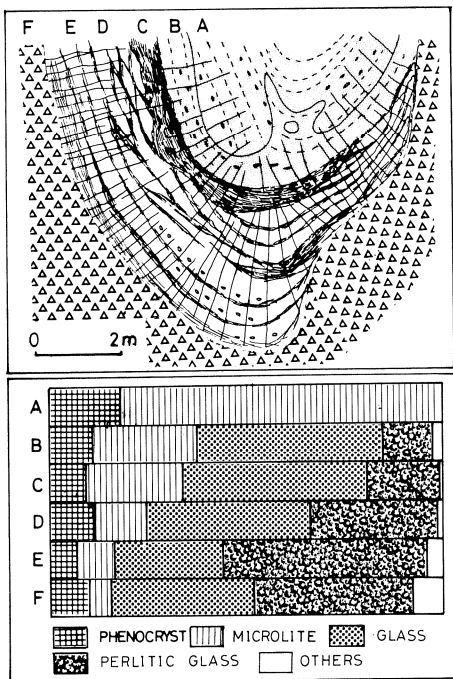 F E D C B A
0 2m
A
B
C
D
E
F
PHENOCRYST MICROLITE GLASS
PERLITIC GLASS OTHERS